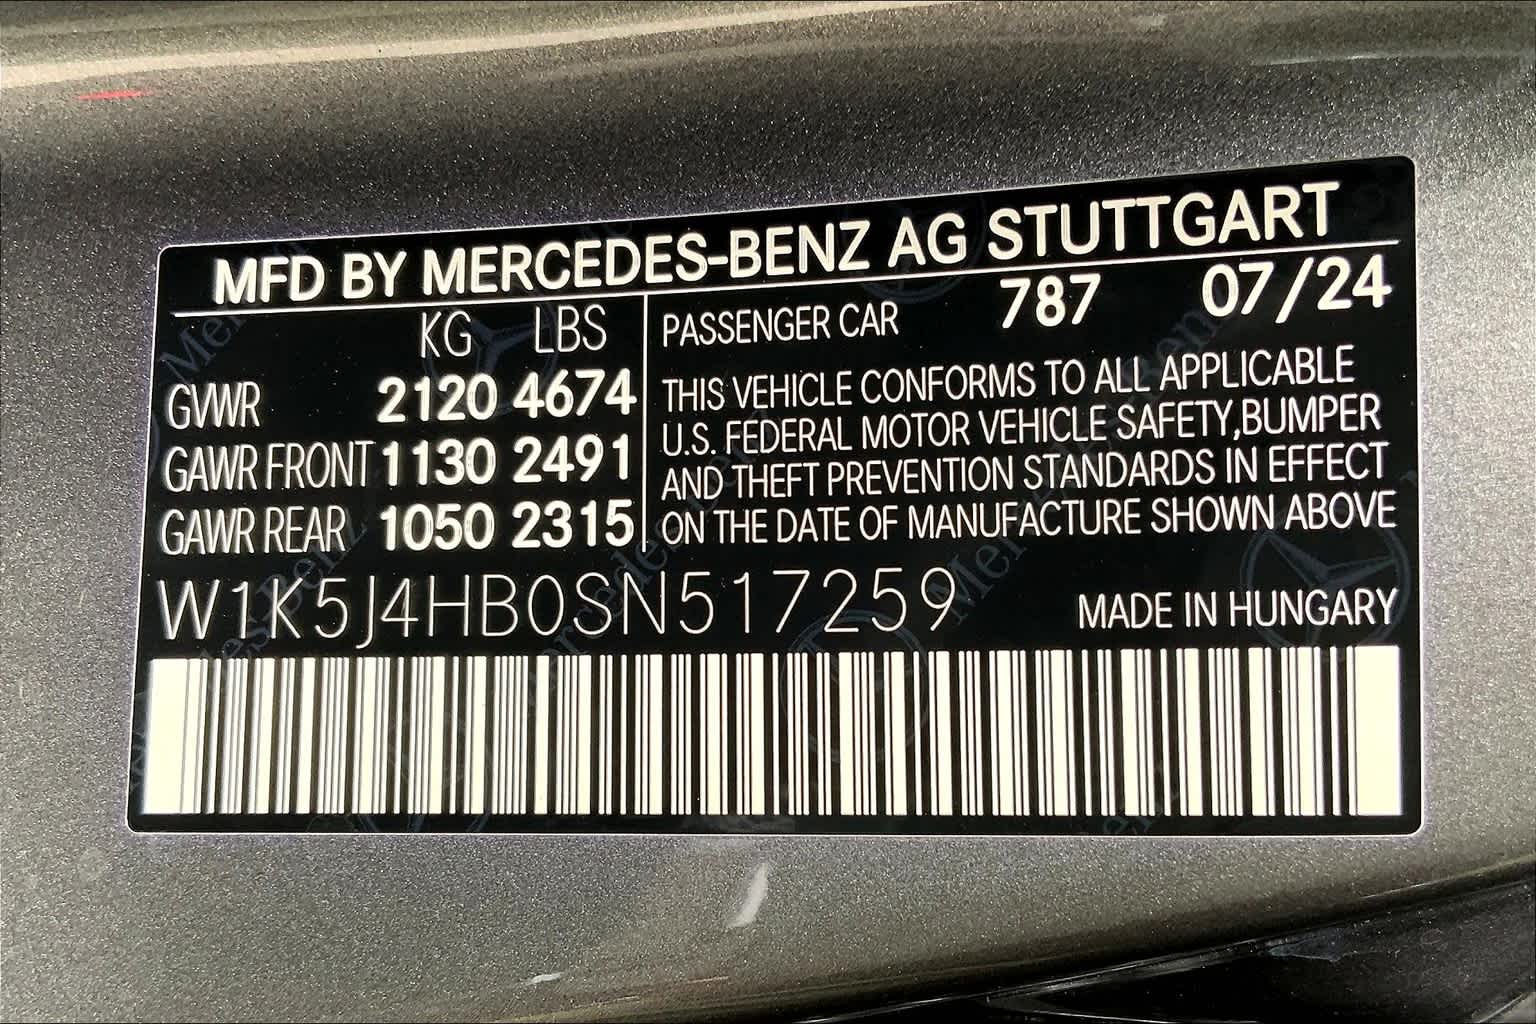 MFD BY MERCEDES-BENZ AG STUTTGART
KG LBS
GVWR 2120 4674
GAWR FRONT 1130 2491
GAWR REAR 1050 2315
PASSENGER CAR 787 07/24
THIS VEHICLE CONFORMS TO ALL APPLICABLE
U.S. FEDERAL MOTOR VEHICLE SAFETY,BUMPER
AND THEFT PREVENTION STANDARDS IN EFFECT
ON THE DATE OF MANUFACTURE SHOWN ABOVE
W1K5J4HB0SN517259
MADE IN HUNGARY